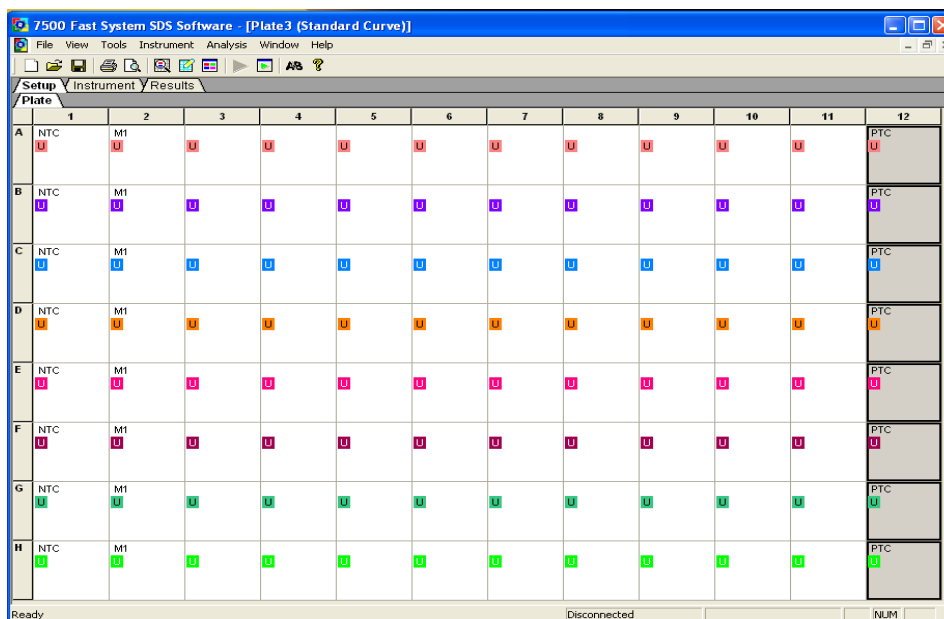 7500 Fast System SDS Software - [Plate3 (Standard Curve)]
File View Tools Instrument Analysis Window Help
Setup Instrument Results
Plate
1 2 3 4 5 6 7 8 9 10 11 12
A NTC M1 PTC
U U U U U U U U U U U U
B NTC M1 PTC
U U U U U U U U U U U U
C NTC M1 PTC
U U U U U U U U U U U U
D NTC M1 PTC
U U U U U U U U U U U U
E NTC M1 PTC
U U U U U U U U U U U U
F NTC M1 PTC
U U U U U U U U U U U U
G NTC M1 PTC
U U U U U U U U U U U U
H NTC M1 PTC
U U U U U U U U U U U U
Ready Disconnected NUM